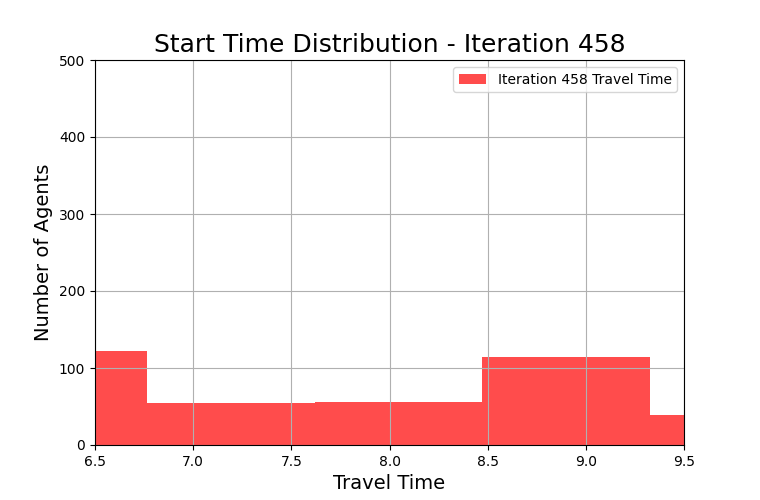 Start Time Distribution - Iteration 458
500
400
300
200
100
0
Number of Agents
Iteration 458 Travel Time
6.5 7.0 7.5 8.0 8.5 9.0 9.5
Travel Time